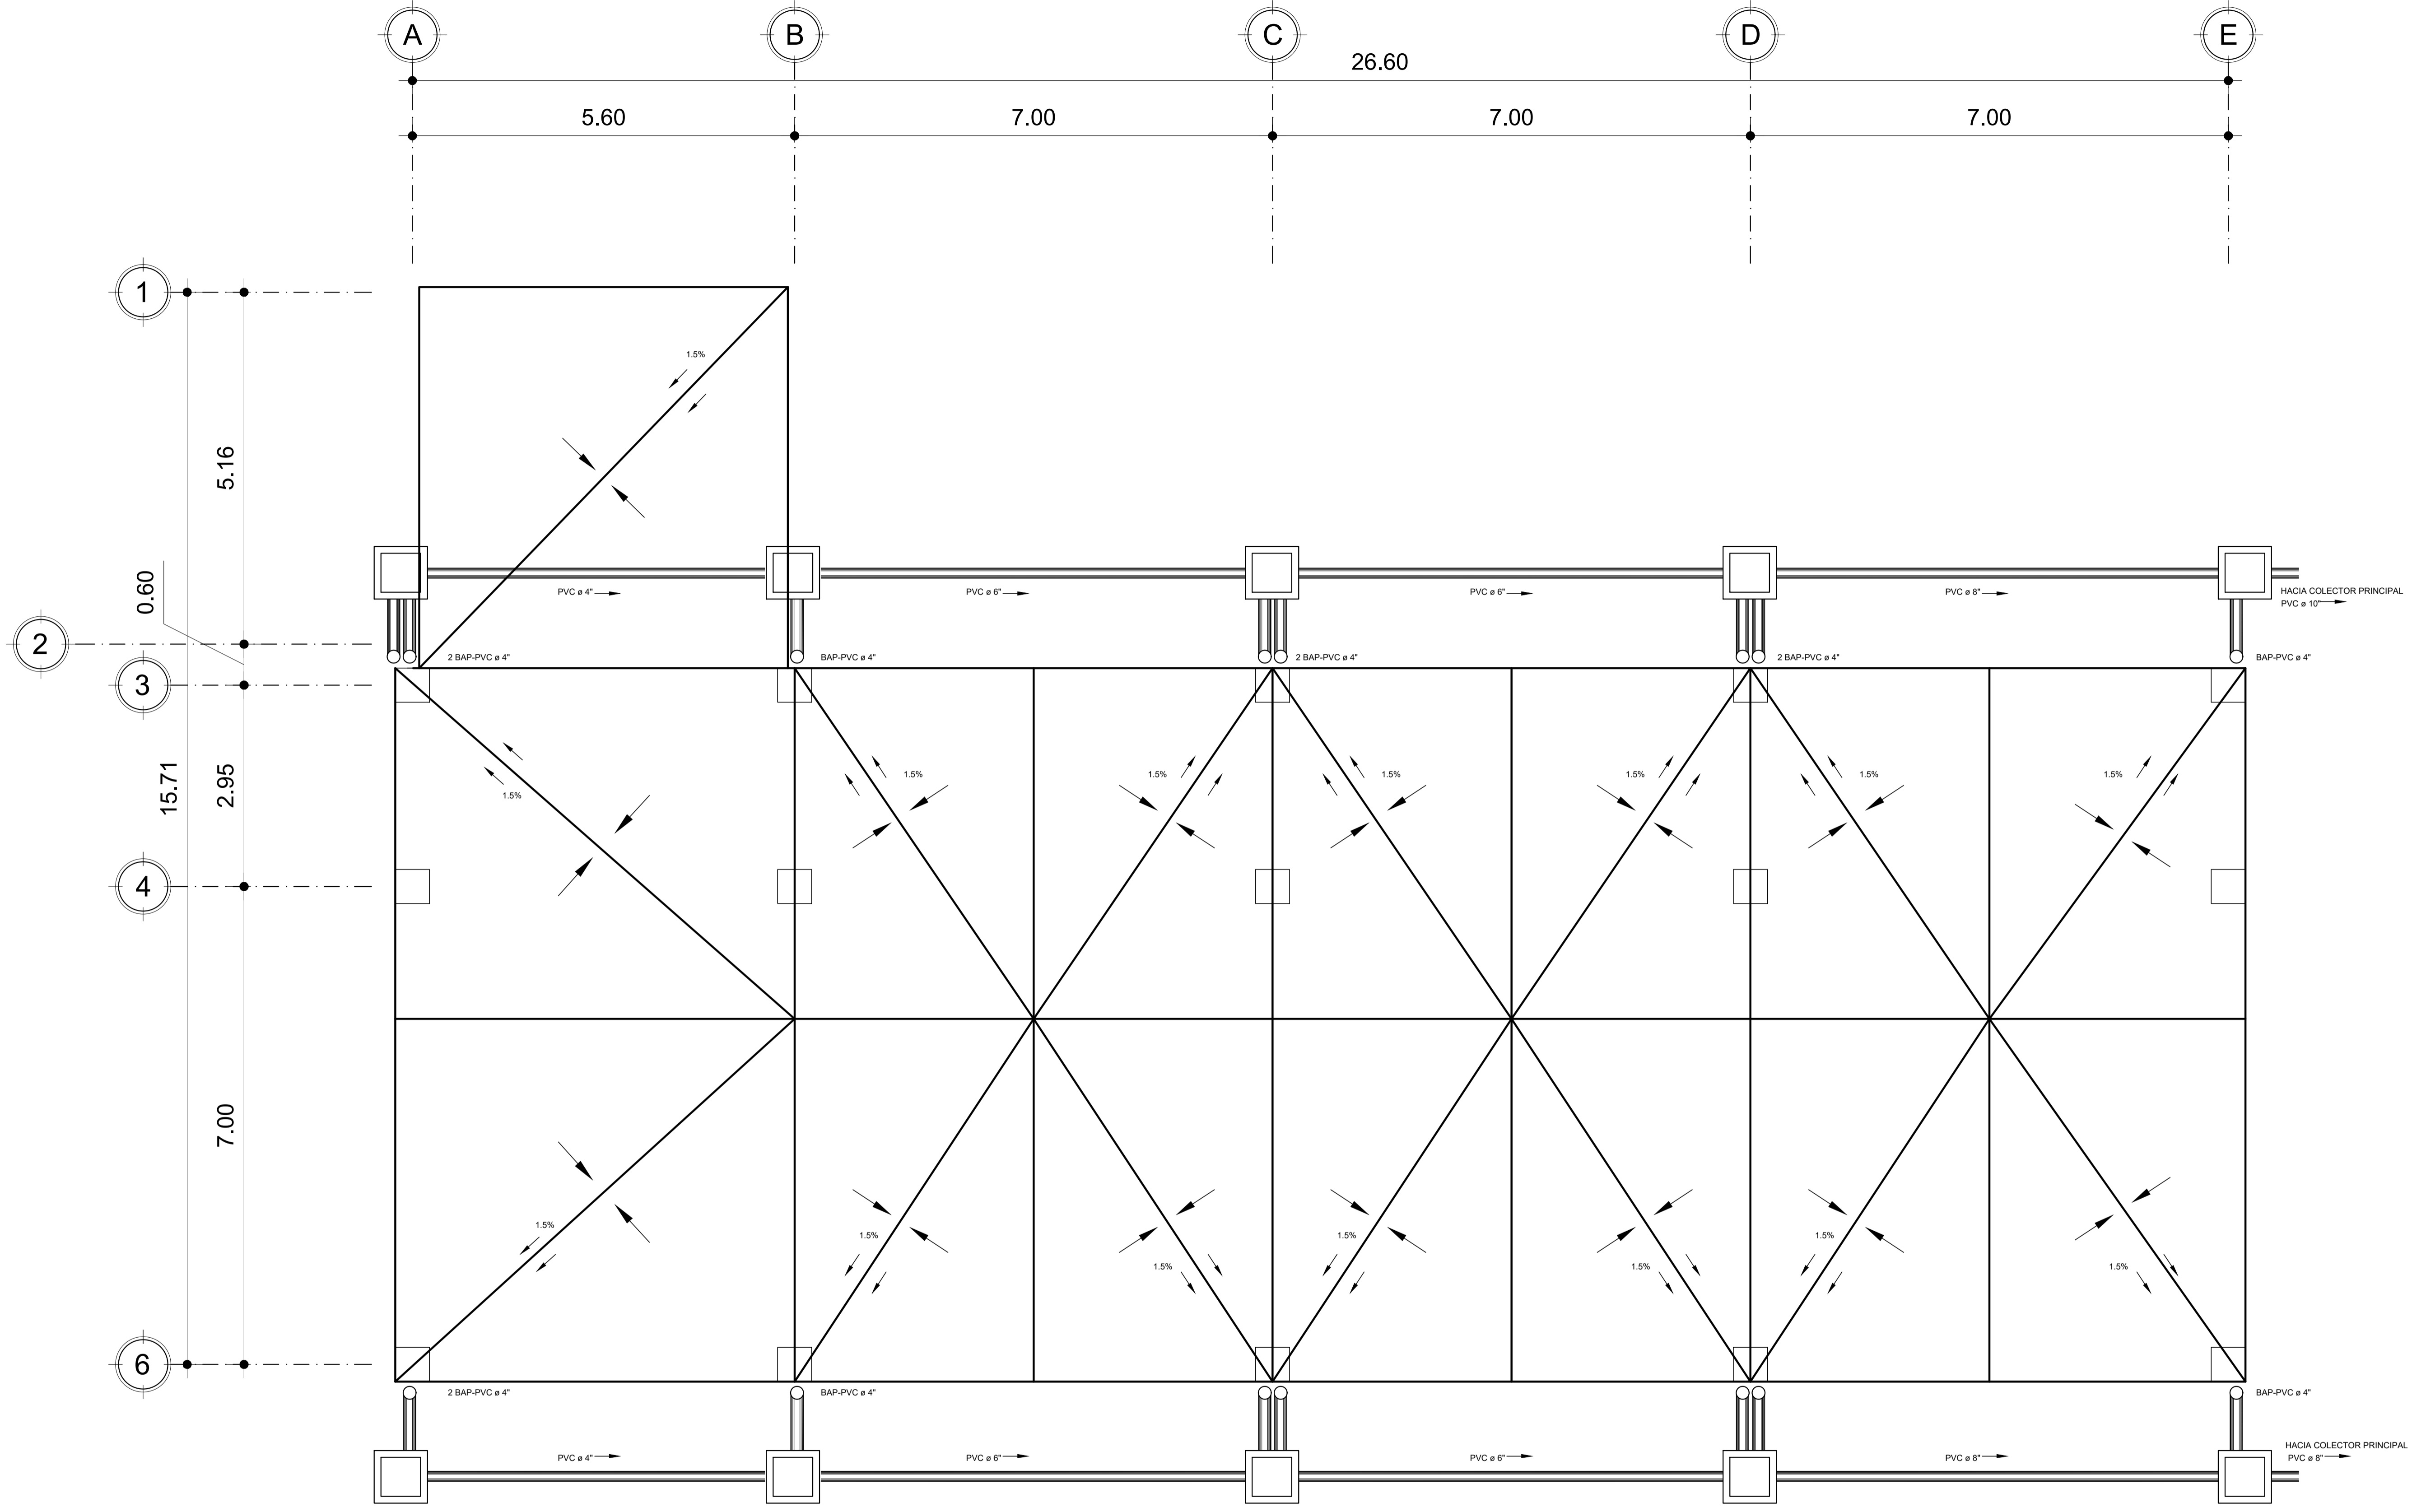 A
B
C
D
E
26.60
5.60
7.00
7.00
7.00
1
1.5%
5.16
0.60
PVC ø 4"
PVC ø 6"
PVC ø 6"
PVC ø 8"
HACIA COLECTOR PRINCIPAL
PVC ø 10"
2
2 BAP-PVC ø 4"
BAP-PVC ø 4"
2 BAP-PVC ø 4"
2 BAP-PVC ø 4"
BAP-PVC ø 4"
3
15.71
2.95
1.5%
1.5%
1.5%
1.5%
1.5%
1.5%
1.5%
4
7.00
1.5%
1.5%
1.5%
1.5%
1.5%
1.5%
1.5%
6
2 BAP-PVC ø 4"
BAP-PVC ø 4"
BAP-PVC ø 4"
PVC ø 4"
PVC ø 6"
PVC ø 6"
PVC ø 8"
HACIA COLECTOR PRINCIPAL
PVC ø 8"